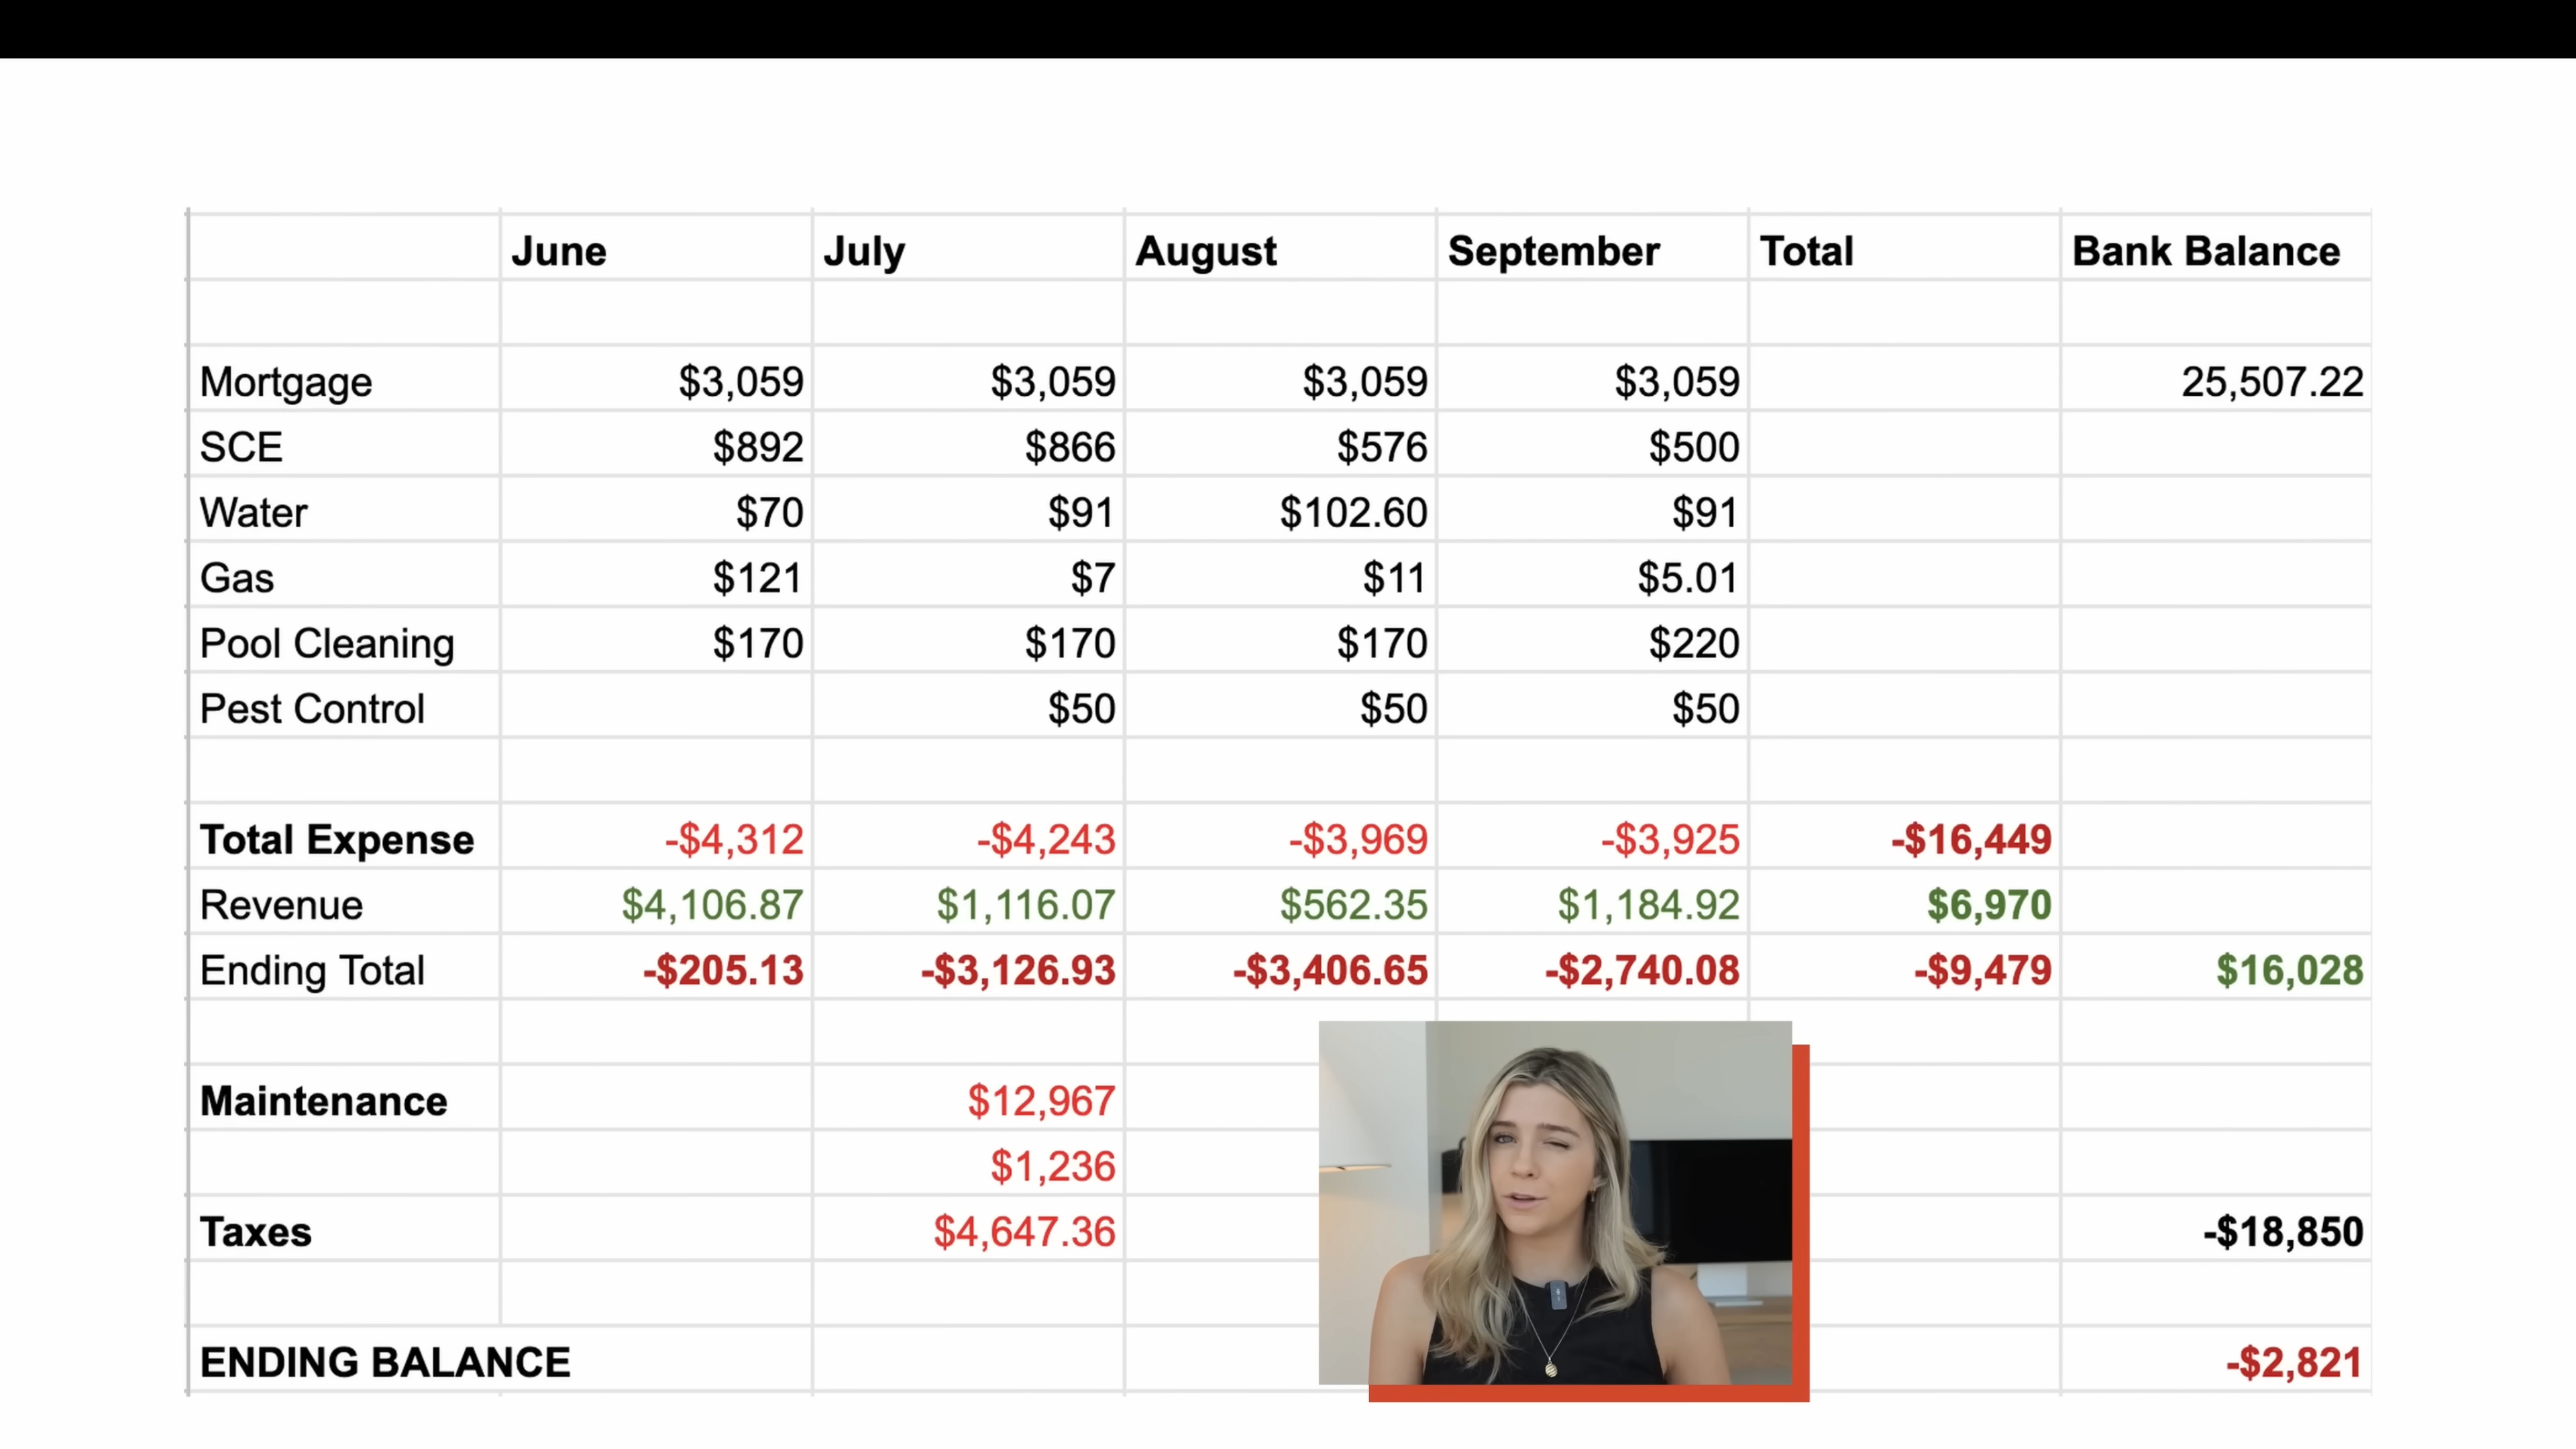 June July August September Total Bank Balance
Mortgage $3,059 $3,059 $3,059 $3,059 25,507.22
SCE $892 $866 $576 $500
Water $70 $91 $102.60 $91
Gas $121 $7 $11 $5.01
Pool Cleaning $170 $170 $170 $220
Pest Control $50 $50 $50
Total Expense -$4,312 -$4,243 -$3,969 -$3,925 -$16,449
Revenue $4,106.87 $1,116.07 $562.35 $1,184.92 $6,970
Ending Total -$205.13 -$3,126.93 -$3,406.65 -$2,740.08 -$9,479 $16,028
Maintenance $12,967
$1,236
Taxes $4,647.36 -$18,850
ENDING BALANCE -$2,821